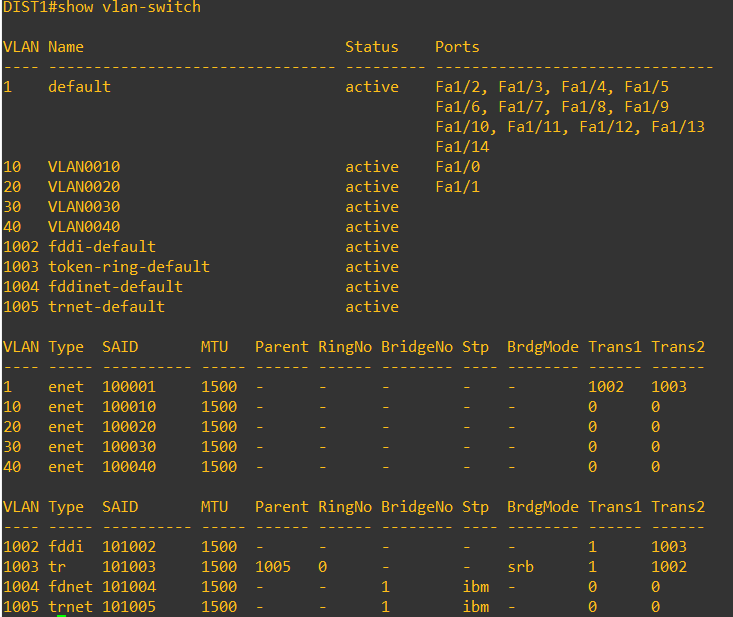 DIST1#show vlan-switch
VLAN Name                             Status    Ports
---- -------------------------------- --------- -------------------------------
1    default                          active    Fa1/2, Fa1/3, Fa1/4, Fa1/5
                                                Fa1/6, Fa1/7, Fa1/8, Fa1/9
                                                Fa1/10, Fa1/11, Fa1/12, Fa1/13
                                                Fa1/14
10   VLAN0010                         active    Fa1/0
20   VLAN0020                         active    Fa1/1
30   VLAN0030                         active
40   VLAN0040                         active
1002 fddi-default                     active
1003 token-ring-default               active
1004 fddinet-default                  active
1005 trnet-default                    active
VLAN Type  SAID       MTU   Parent RingNo BridgeNo Stp  BrdgMode Trans1 Trans2
---- ----- ---------- ----- ------ ------ -------- ---- -------- ------ ------
1    enet  100001     1500  -      -      -        -    -        1002   1003
10   enet  100010     1500  -      -      -        -    -        0      0
20   enet  100020     1500  -      -      -        -    -        0      0
30   enet  100030     1500  -      -      -        -    -        0      0
40   enet  100040     1500  -      -      -        -    -        0      0
VLAN Type  SAID       MTU   Parent RingNo BridgeNo Stp  BrdgMode Trans1 Trans2
---- ----- ---------- ----- ------ ------ -------- ---- -------- ------ ------
1002 fddi  101002     1500  -      -      -        -    -        1      1003
1003 tr    101003     1500  1005   0      -        -    srb      1      1002
1004 fdnet 101004     1500  -      -      1        ibm  -        0      0
1005 trnet 101005     1500  -      -      1        ibm  -        0      0